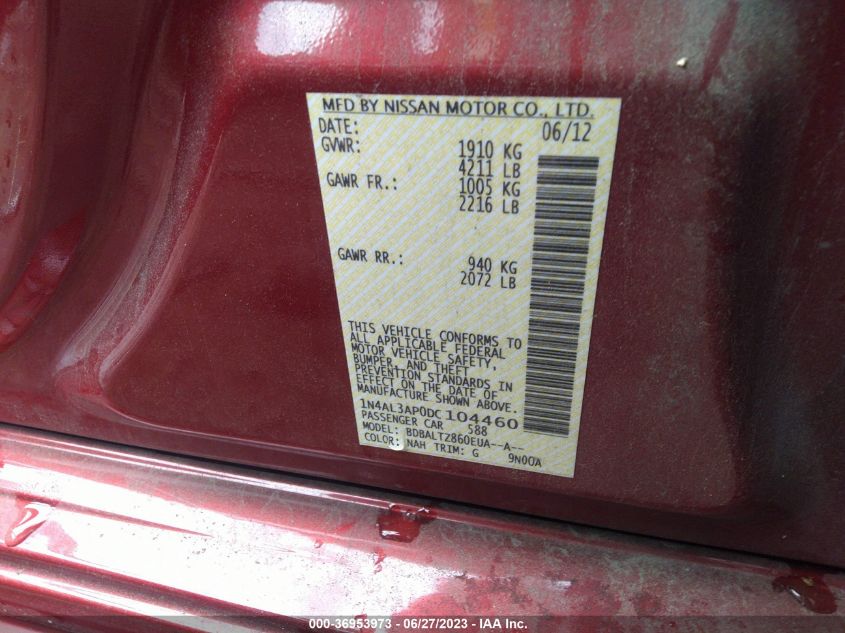 MFD BY NISSAN MOTOR CO., LTD.
DATE: 06/12
GVWR: 1910 KG
4211 LB
GAWR FR.: 1005 KG
2216 LB
GAWR RR.: 940 KG
2072 LB
THIS VEHICLE CONFORMS TO
ALL APPLICABLE FEDERAL
MOTOR VEHICLE SAFETY,
BUMPER, AND THEFT
PREVENTION STANDARDS IN
EFFECT ON THE DATE OF
MANUFACTURE SHOWN ABOVE.
1N4AL3AP0DC104460
PASSENGER CAR 588
MODEL: BDBALTZ860EUA--A--
COLOR: NAH TRIM: G 9N00A
000-36953973 - 06/27/2023 - IAA Inc.